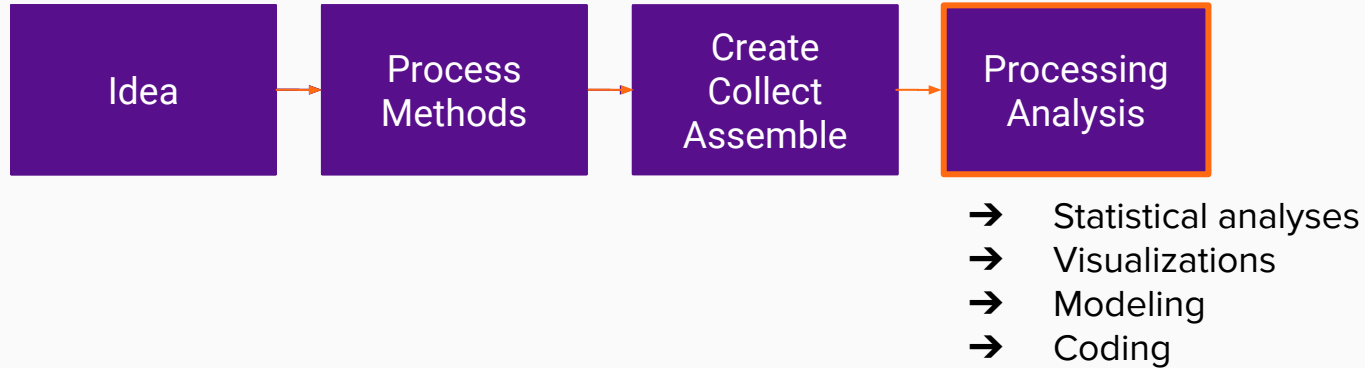 Idea
Process
Methods
Create
Collect
Assemble
Processing
Analysis
➔ Statistical analyses
➔ Visualizations
➔ Modeling
➔ Coding